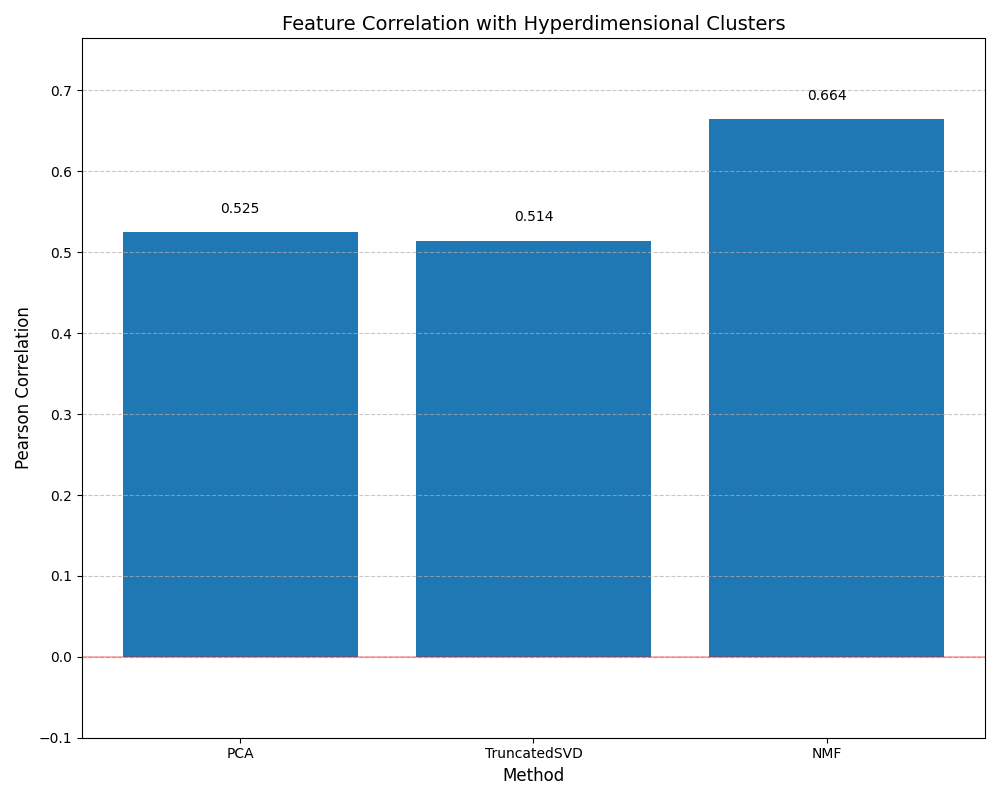 Feature Correlation with Hyperdimensional Clusters
Pearson Correlation
0.7
0.6
0.5
0.4
0.3
0.2
0.1
0.0
−0.1
0.525
0.514
0.664
PCA
TruncatedSVD
NMF
Method